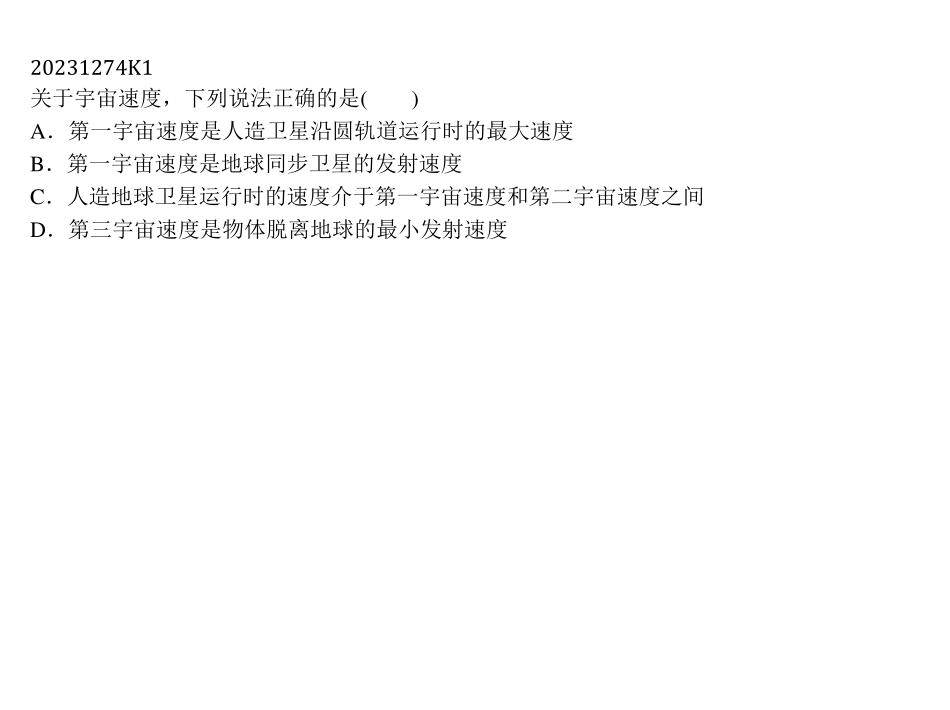 20231274K1
关于宇宙速度，下列说法正确的是(　　)
A．第一宇宙速度是人造卫星沿圆轨道运行时的最大速度
B．第一宇宙速度是地球同步卫星的发射速度
C．人造地球卫星运行时的速度介于第一宇宙速度和第二宇宙速度之间
D．第三宇宙速度是物体脱离地球的最小发射速度